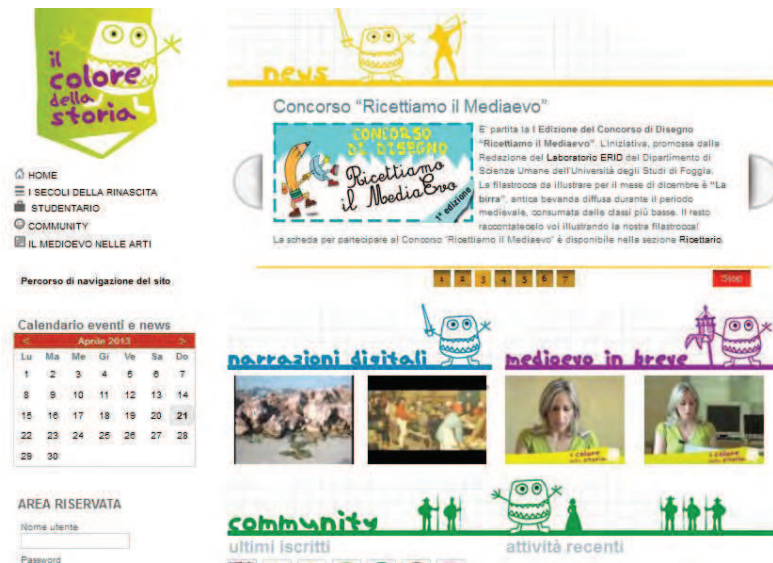 il
colore
della
storia
HOME
I SECOLI DELLA RINASCITA
STUDENTARIO
COMMUNITY
IL MEDIOEVO NELLE ARTI
Percorso di navigazione del sito
Calendario eventi e news
< Aprile 2013 >
Lu Ma Me Gi Ve Sa Do
1 2 3 4 5 6 7
8 9 10 11 12 13 14
15 16 17 18 19 20 21
22 23 24 25 26 27 28
29 30
AREA RISERVATA
Nome utente
Password
news
Concorso "Ricettiamo il Mediaevo"
CONCORSO
DI DISEGNO
Ricettiamo
il MediaEvo
1ª edizione
E' partita la I Edizione del Concorso di Disegno
"Ricettiamo il Mediaevo". L'iniziativa, promossa dalla
Redazione del Laboratorio ERID del Dipartimento di
Scienze Umane dell'Università degli Studi di Foggia.
La filastrocca da illustrare per il mese di dicembre è "La
birra", antica bevanda diffusa durante il periodo
medievale, consumata dalle classi più basse. Il resto
raccontatecelo voi illustrando la nostra filastrocca!
La scheda per partecipare al Concorso "Ricettiamo il Mediaevo" è disponibile nella sezione Ricettario.
1 2 3 4 5 6 7 Stop
narrazioni digitali
medioevo in breve
il colore
della storia
il colore
della storia
community
ultimi iscritti
attività recenti